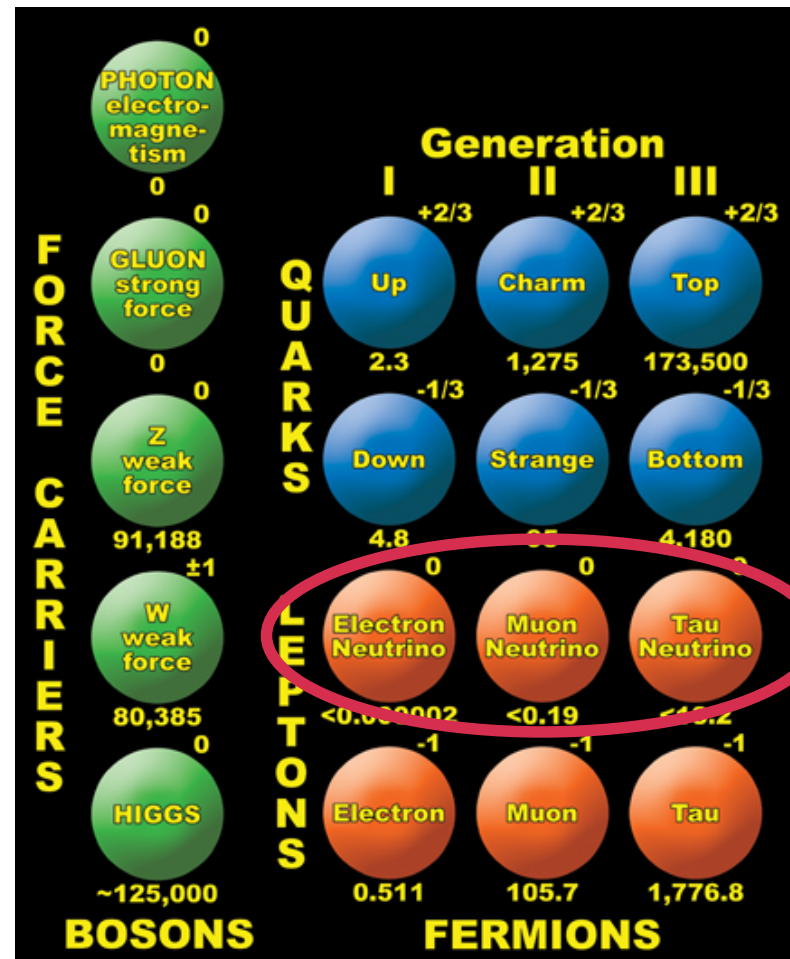 0
PHOTON
electro-
magne-
tism
0
Generation
I II III
FORCE CARRIERS
0
GLUON
strong
force
0
QUARKS
+2/3 +2/3 +2/3
Up Charm Top
2.3 1,275 173,500
0
Z
weak
force
91,188
-1/3 -1/3 -1/3
Down Strange Bottom
4.8 4,180
±1
W
weak
force
80,385
LEPTONS
0 0 0
Electron Muon Tau
Neutrino Neutrino Neutrino
<0.19
0
HIGGS
~125,000
-1 -1 -1
Electron Muon Tau
0.511 105.7 1,776.8
BOSONS FERMIONS